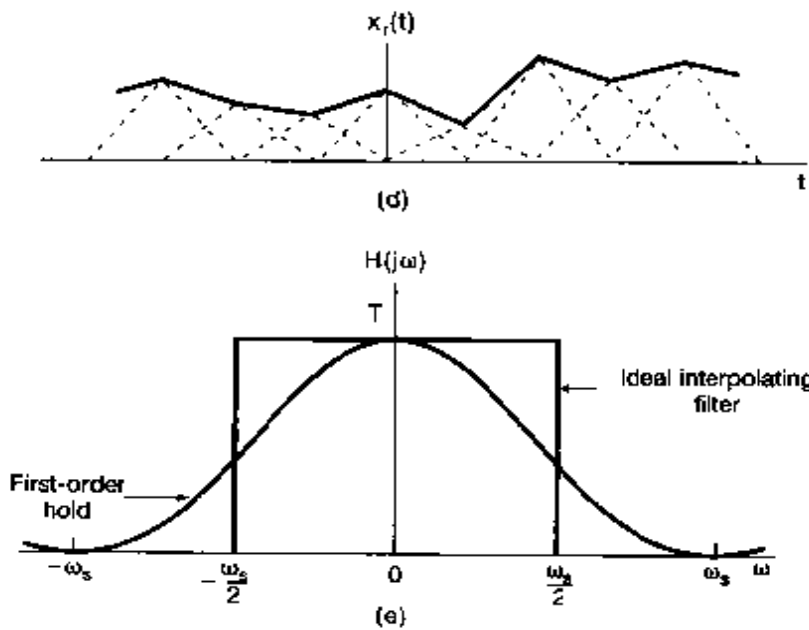 x_r(t)
t
(d)
H(jω)
T
Ideal interpolating
filter
First-order
hold
-ω_s
-ω_s/2
0
ω_s/2
ω_s
ω
(e)